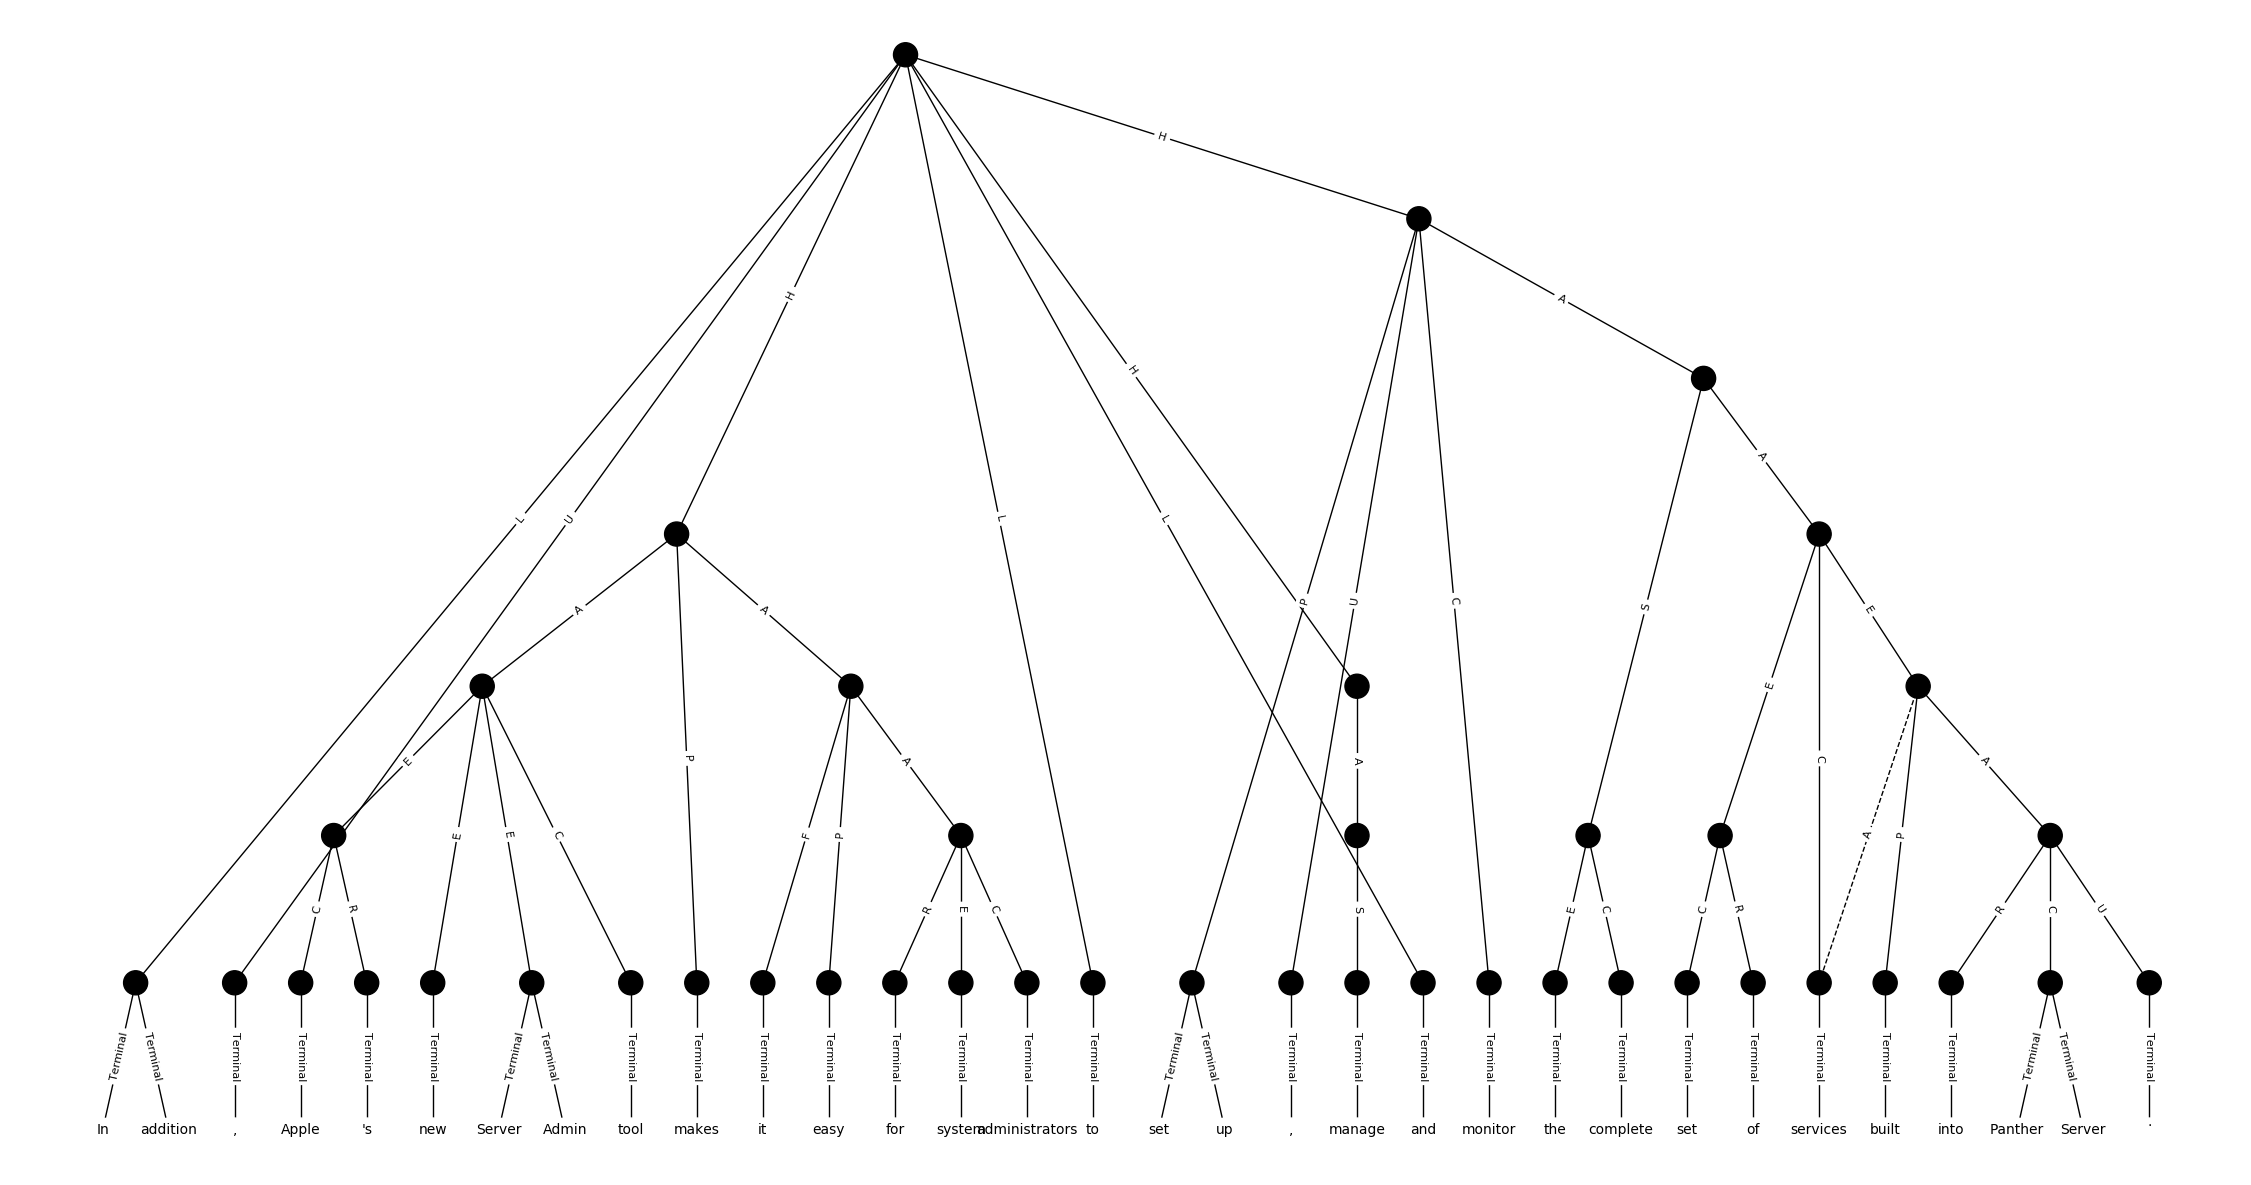 H
A
H
H
A
L U L L
A A P U C S E
E P A E C A
E E C F P A P A
C R R E C S E C C R R C U
Terminal Terminal Terminal Terminal Terminal Terminal Terminal Terminal Terminal Terminal Terminal Terminal Terminal Terminal Terminal Terminal Terminal Terminal Terminal Terminal Terminal Terminal Terminal Terminal Terminal Terminal Terminal Terminal Terminal Terminal Terminal Terminal
In addition , Apple 's new Server Admin tool makes it easy for system administrators to set up , manage and monitor the complete set of services built into Panther Server .